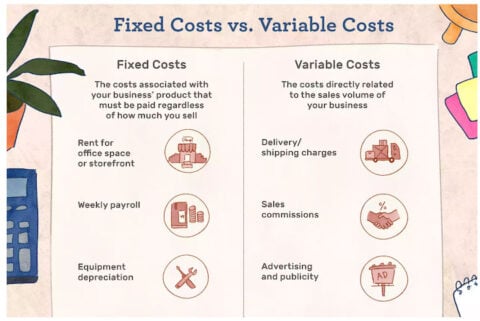 Fixed Costs vs. Variable Costs
Fixed Costs
The costs associated with
your business' product that
must be paid regardless
of how much you sell
Rent for
office space
or storefront
Weekly payroll
Equipment
depreciation
Variable Costs
The costs directly related
to the sales volume of
your business
Delivery/
shipping charges
Sales
commissions
%
Advertising
and publicity
AD